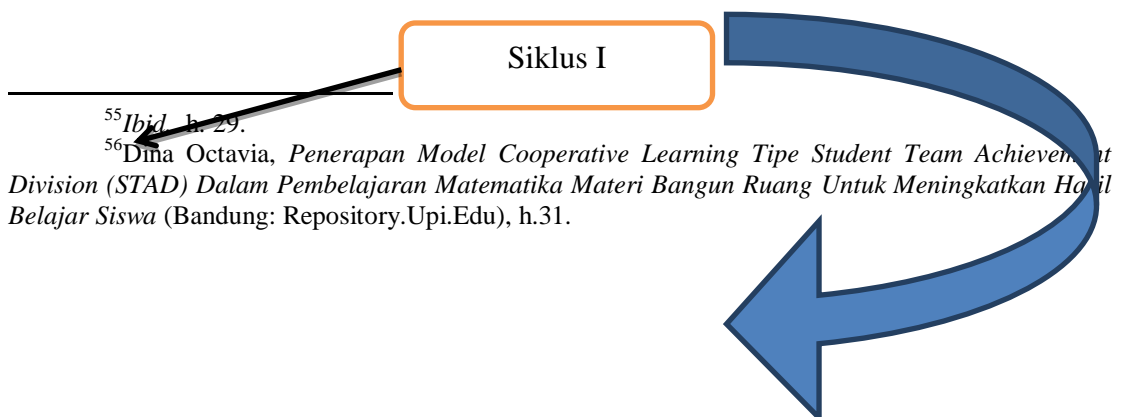 Siklus I
⁵⁵Ibid. h. 29.
⁵⁶Dina Octavia, Penerapan Model Cooperative Learning Tipe Student Team Achievement
Division (STAD) Dalam Pembelajaran Matematika Materi Bangun Ruang Untuk Meningkatkan Hasil
Belajar Siswa (Bandung: Repository.Upi.Edu), h.31.